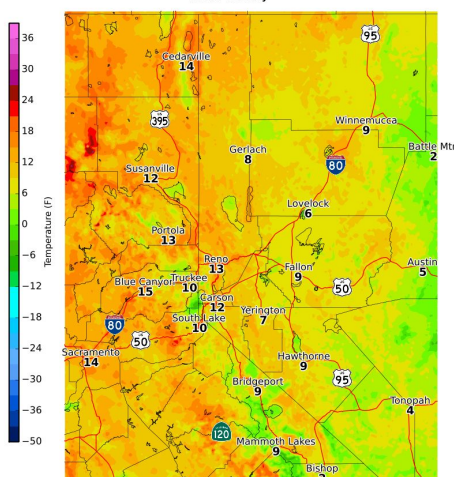 36
30
24
18
12
6
0
−6
−12
−18
−24
−30
−36
−50
Temperature (F)
95
Cedarville
14
395
Winnemucca
9
Gerlach
8
Battle Mtn
2
80
Susanville
12
Lovelock
6
Portola
13
Reno
13
Fallon
9
Austin
5
Truckee
10
Blue Canyon
15
50
Carson
12
Yerington
7
South Lake
10
80
50
Sacramento
14
Hawthorne
9
95
Bridgeport
9
Tonopah
4
120
Mammoth Lakes
9
Bishop